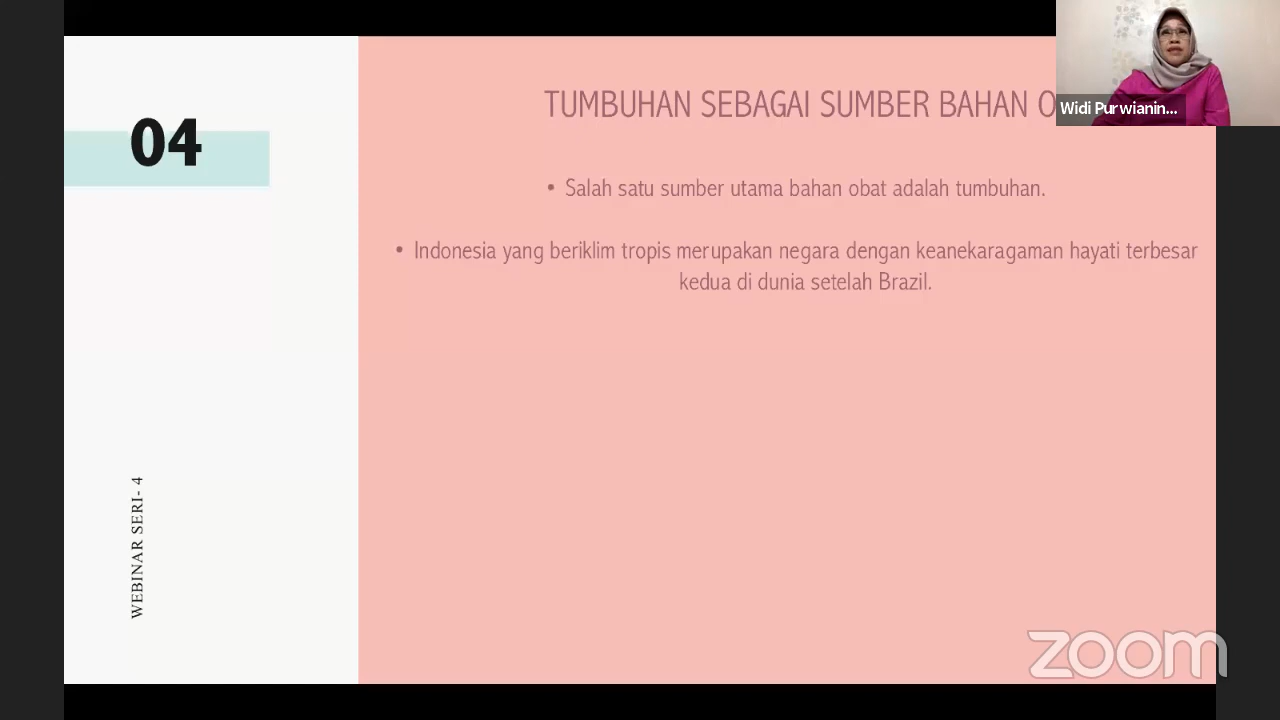 04
TUMBUHAN SEBAGAI SUMBER BAHAN
• Salah satu sumber utama bahan obat adalah tumbuhan.
• Indonesia yang beriklim tropis merupakan negara dengan keanekaragaman hayati terbesar
kedua di dunia setelah Brazil.
WEBINAR SERI- 4
Widi Purwianin...
zoom